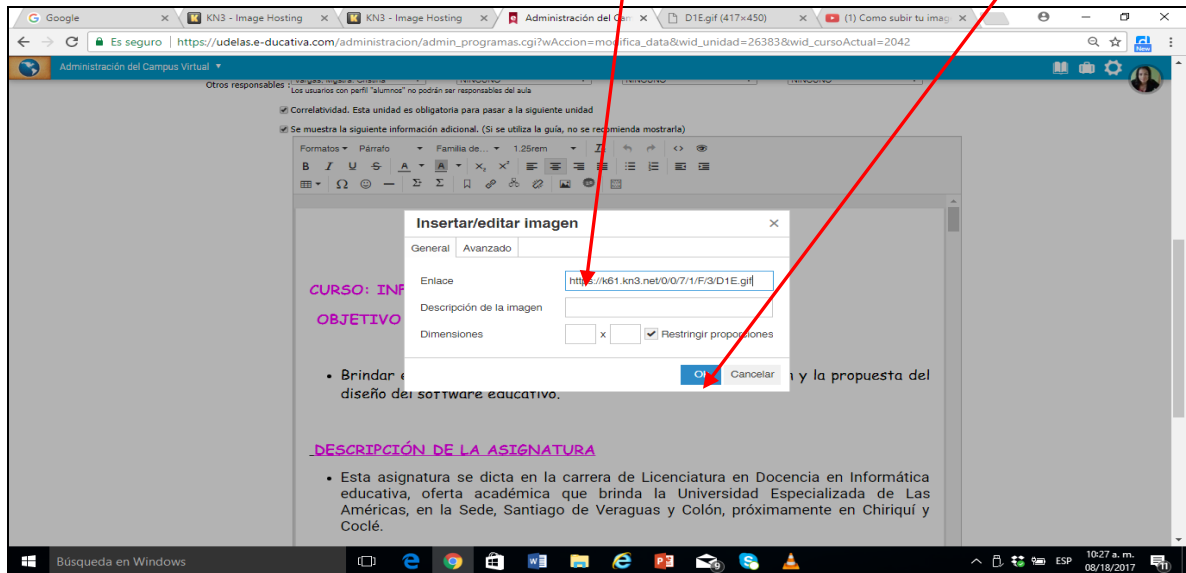 Google
KN3 - Image Hosting
KN3 - Image Hosting
Administración del Cam
D1E.gif (417×450)
(1) Como subir tu imag
Es seguro | https://udelas.e-ducativa.com/administracion/admin_programas.cgi?wAccion=modifica_data&wid_unidad=26383&wid_cursoActual=2042
New
Administración del Campus Virtual
Otros responsables :
Los usuarios con perfil "alumnos" no podrán ser responsables del aula
Correlatividad. Esta unidad es obligatoria para pasar a la siguiente unidad
Se muestra la siguiente información adicional. (Si se utiliza la guía, no se recomienda mostrarla)
Formatos Párrafo Familia de... 1.25rem
Insertar/editar imagen
General Avanzado
Enlace https://k61.kn3.net/0/0/7/1/F/3/D1E.gif
Descripción de la imagen
Dimensiones x Restringir proporciones
Cancelar
CURSO: INF
OBJETIVO
• Brindar
y la propuesta del
diseño del software educativo.
DESCRIPCIÓN DE LA ASIGNATURA
• Esta asignatura se dicta en la carrera de Licenciatura en Docencia en Informática
educativa, oferta académica que brinda la Universidad Especializada de Las
Américas, en la Sede, Santiago de Veraguas y Colón, próximamente en Chiriquí y
Coclé.
Búsqueda en Windows
ESP
10:27 a. m.
08/18/2017